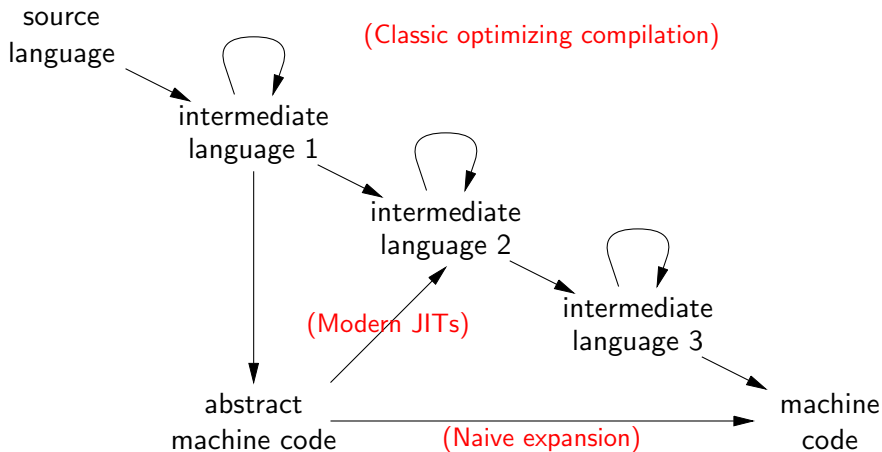 source
language
(Classic optimizing compilation)
intermediate
language 1
intermediate
language 2
intermediate
language 3
(Modern JITs)
abstract
machine code
(Naive expansion)
machine
code